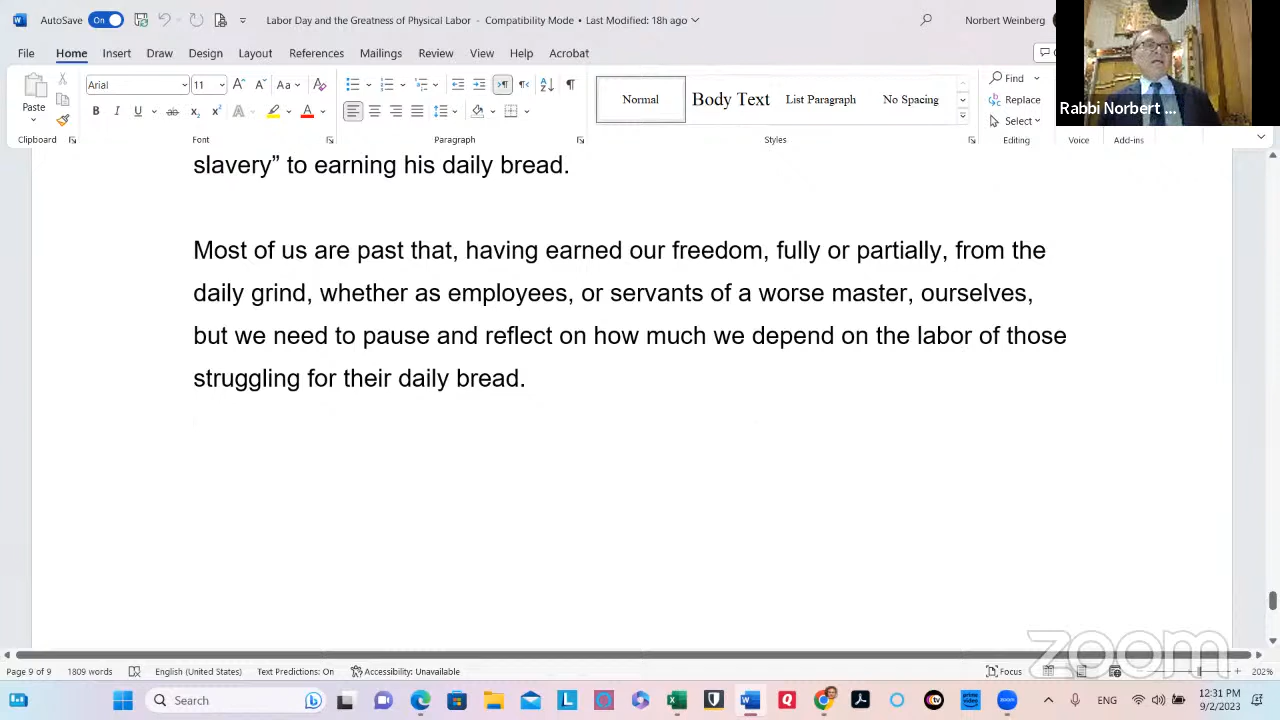 AutoSave
On
Labor Day and the Greatness of Physical Labor - Compatibility Mode • Last Modified: 18h ago
Norbert Weinberg
File Home Insert Draw Design Layout References Mailings Review View Help Acrobat
Paste
Arial
11
Aa
B I U ab x₂ x² A A
Clipboard
Font
Paragraph
Normal
Body Text
List Paragraph
No Spacing
Styles
Find
Replace
Select
Editing
Voice
Add-ins
Rabbi Norbert ...
slavery” to earning his daily bread.
Most of us are past that, having earned our freedom, fully or partially, from the
daily grind, whether as employees, or servants of a worse master, ourselves,
but we need to pause and reflect on how much we depend on the labor of those
struggling for their daily bread.
zoom
Page 9 of 9 1809 words English (United States) Text Predictions: On Accessibility: Unavailable Focus 202%
Search
12:31 PM
9/2/2023